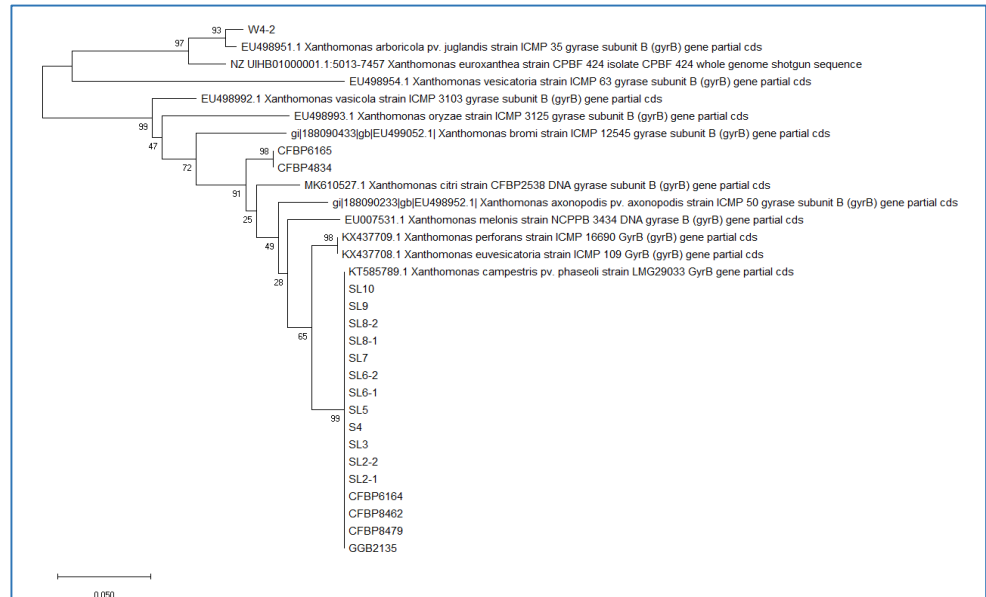 93
W4-2
97
EU498951.1 Xanthomonas arboricola pv. juglandis strain ICMP 35 gyrase subunit B (gyrB) gene partial cds
NZ UIHB01000001.1:5013-7457 Xanthomonas euroxanthea strain CPBF 424 isolate CPBF 424 whole genome shotgun sequence
EU498954.1 Xanthomonas vesicatoria strain ICMP 63 gyrase subunit B (gyrB) gene partial cds
EU498992.1 Xanthomonas vasicola strain ICMP 3103 gyrase subunit B (gyrB) gene partial cds
99
EU498993.1 Xanthomonas oryzae strain ICMP 3125 gyrase subunit B (gyrB) gene partial cds
47
gi|188090433|gb|EU499052.1| Xanthomonas bromi strain ICMP 12545 gyrase subunit B (gyrB) gene partial cds
72
98
CFBP6165
CFBP4834
91
MK610527.1 Xanthomonas citri strain CFBP2538 DNA gyrase subunit B (gyrB) gene partial cds
25
gi|188090233|gb|EU498952.1| Xanthomonas axonopodis pv. axonopodis strain ICMP 50 gyrase subunit B (gyrB) gene partial cds
49
EU007531.1 Xanthomonas melonis strain NCPPB 3434 DNA gyrase B (gyrB) gene partial cds
28
98
KX437709.1 Xanthomonas perforans strain ICMP 16690 GyrB (gyrB) gene partial cds
KX437708.1 Xanthomonas euvesicatoria strain ICMP 109 GyrB (gyrB) gene partial cds
65
KT585789.1 Xanthomonas campestris pv. phaseoli strain LMG29033 GyrB gene partial cds
SL10
SL9
SL8-2
SL8-1
SL7
SL6-2
SL6-1
SL5
99
S4
SL3
SL2-2
SL2-1
CFBP6164
CFBP8462
CFBP8479
GGB2135
0.050